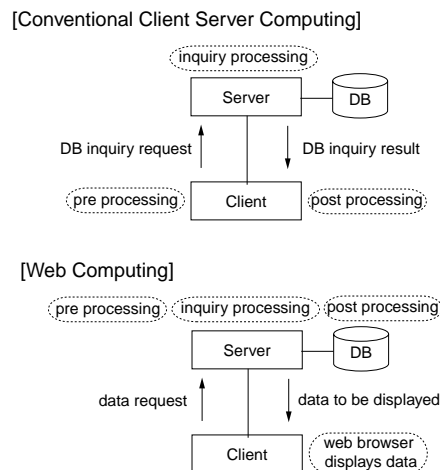 [Conventional Client Server Computing]
inquiry processing
Server
DB
DB inquiry request
DB inquiry result
pre processing
Client
post processing
[Web Computing]
pre processing
inquiry processing
post processing
Server
DB
data request
data to be displayed
Client
web browser
displays data